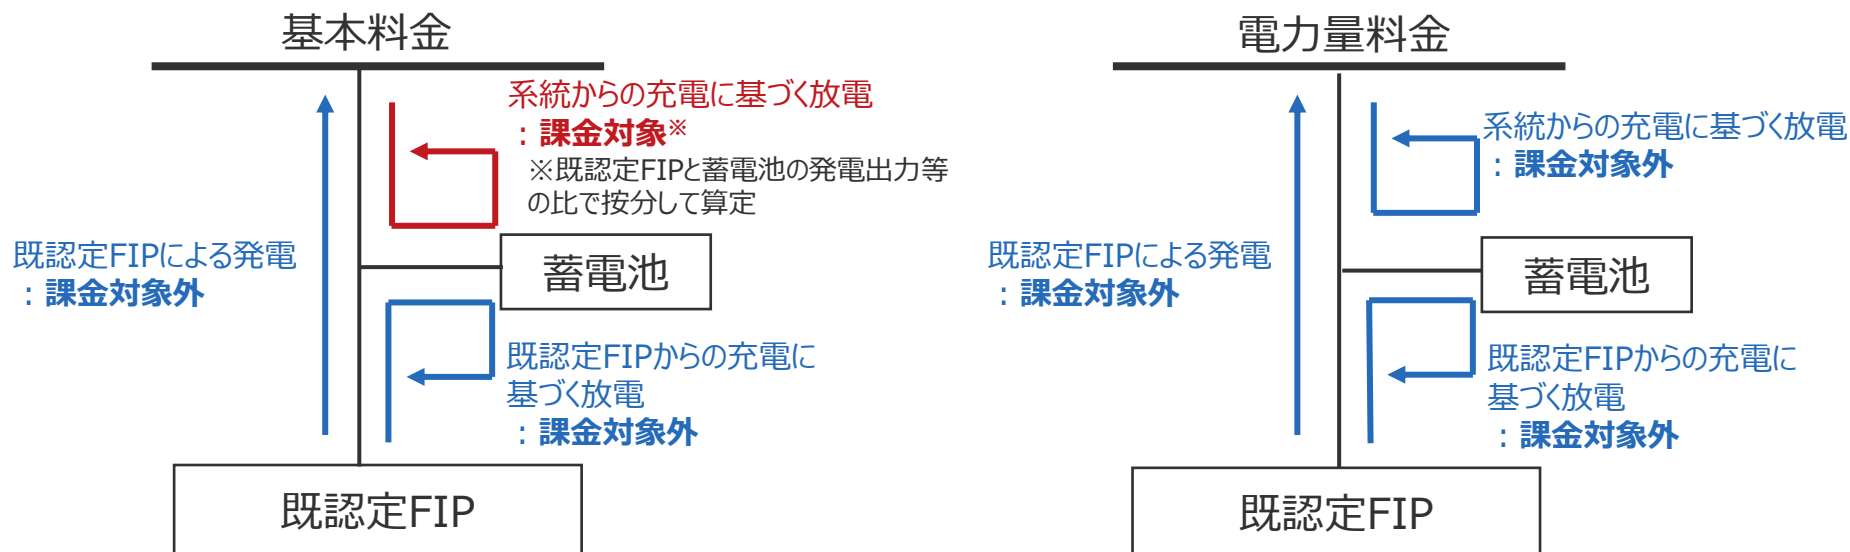 基本料金
系統からの充電に基づく放電
：課金対象※
※既認定FIPと蓄電池の発電出力等
の比で按分して算定
既認定FIPによる発電
：課金対象外
蓄電池
既認定FIPからの充電に
基づく放電
：課金対象外
既認定FIP
電力量料金
系統からの充電に基づく放電
：課金対象外
既認定FIPによる発電
：課金対象外
蓄電池
既認定FIPからの充電に
基づく放電
：課金対象外
既認定FIP